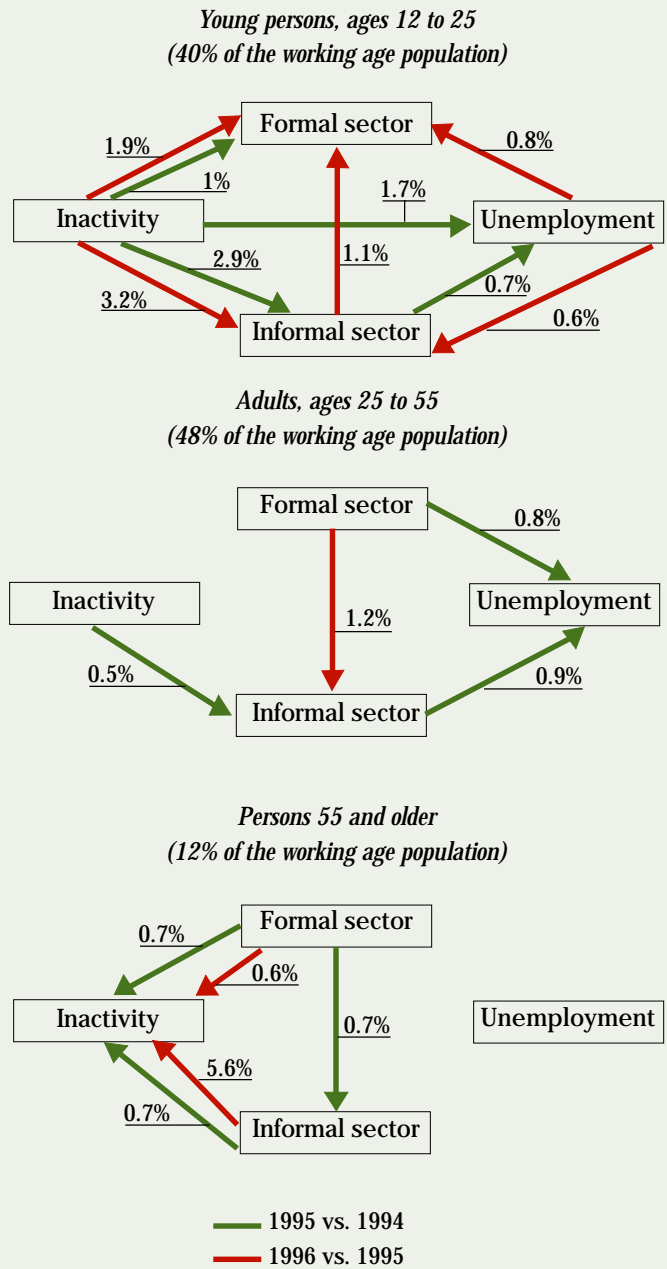 Young persons, ages 12 to 25
(40% of the working age population)
Formal sector
1.9%
0.8%
1%
1.7%
Inactivity
Unemployment
2.9%
1.1%
0.7%
3.2%
0.6%
Informal sector
Adults, ages 25 to 55
(48% of the working age population)
Formal sector
0.8%
Inactivity
Unemployment
1.2%
0.5%
0.9%
Informal sector
Persons 55 and older
(12% of the working age population)
Formal sector
0.7%
0.6%
Inactivity
Unemployment
0.7%
5.6%
0.7%
Informal sector
1995 vs. 1994
1996 vs. 1995